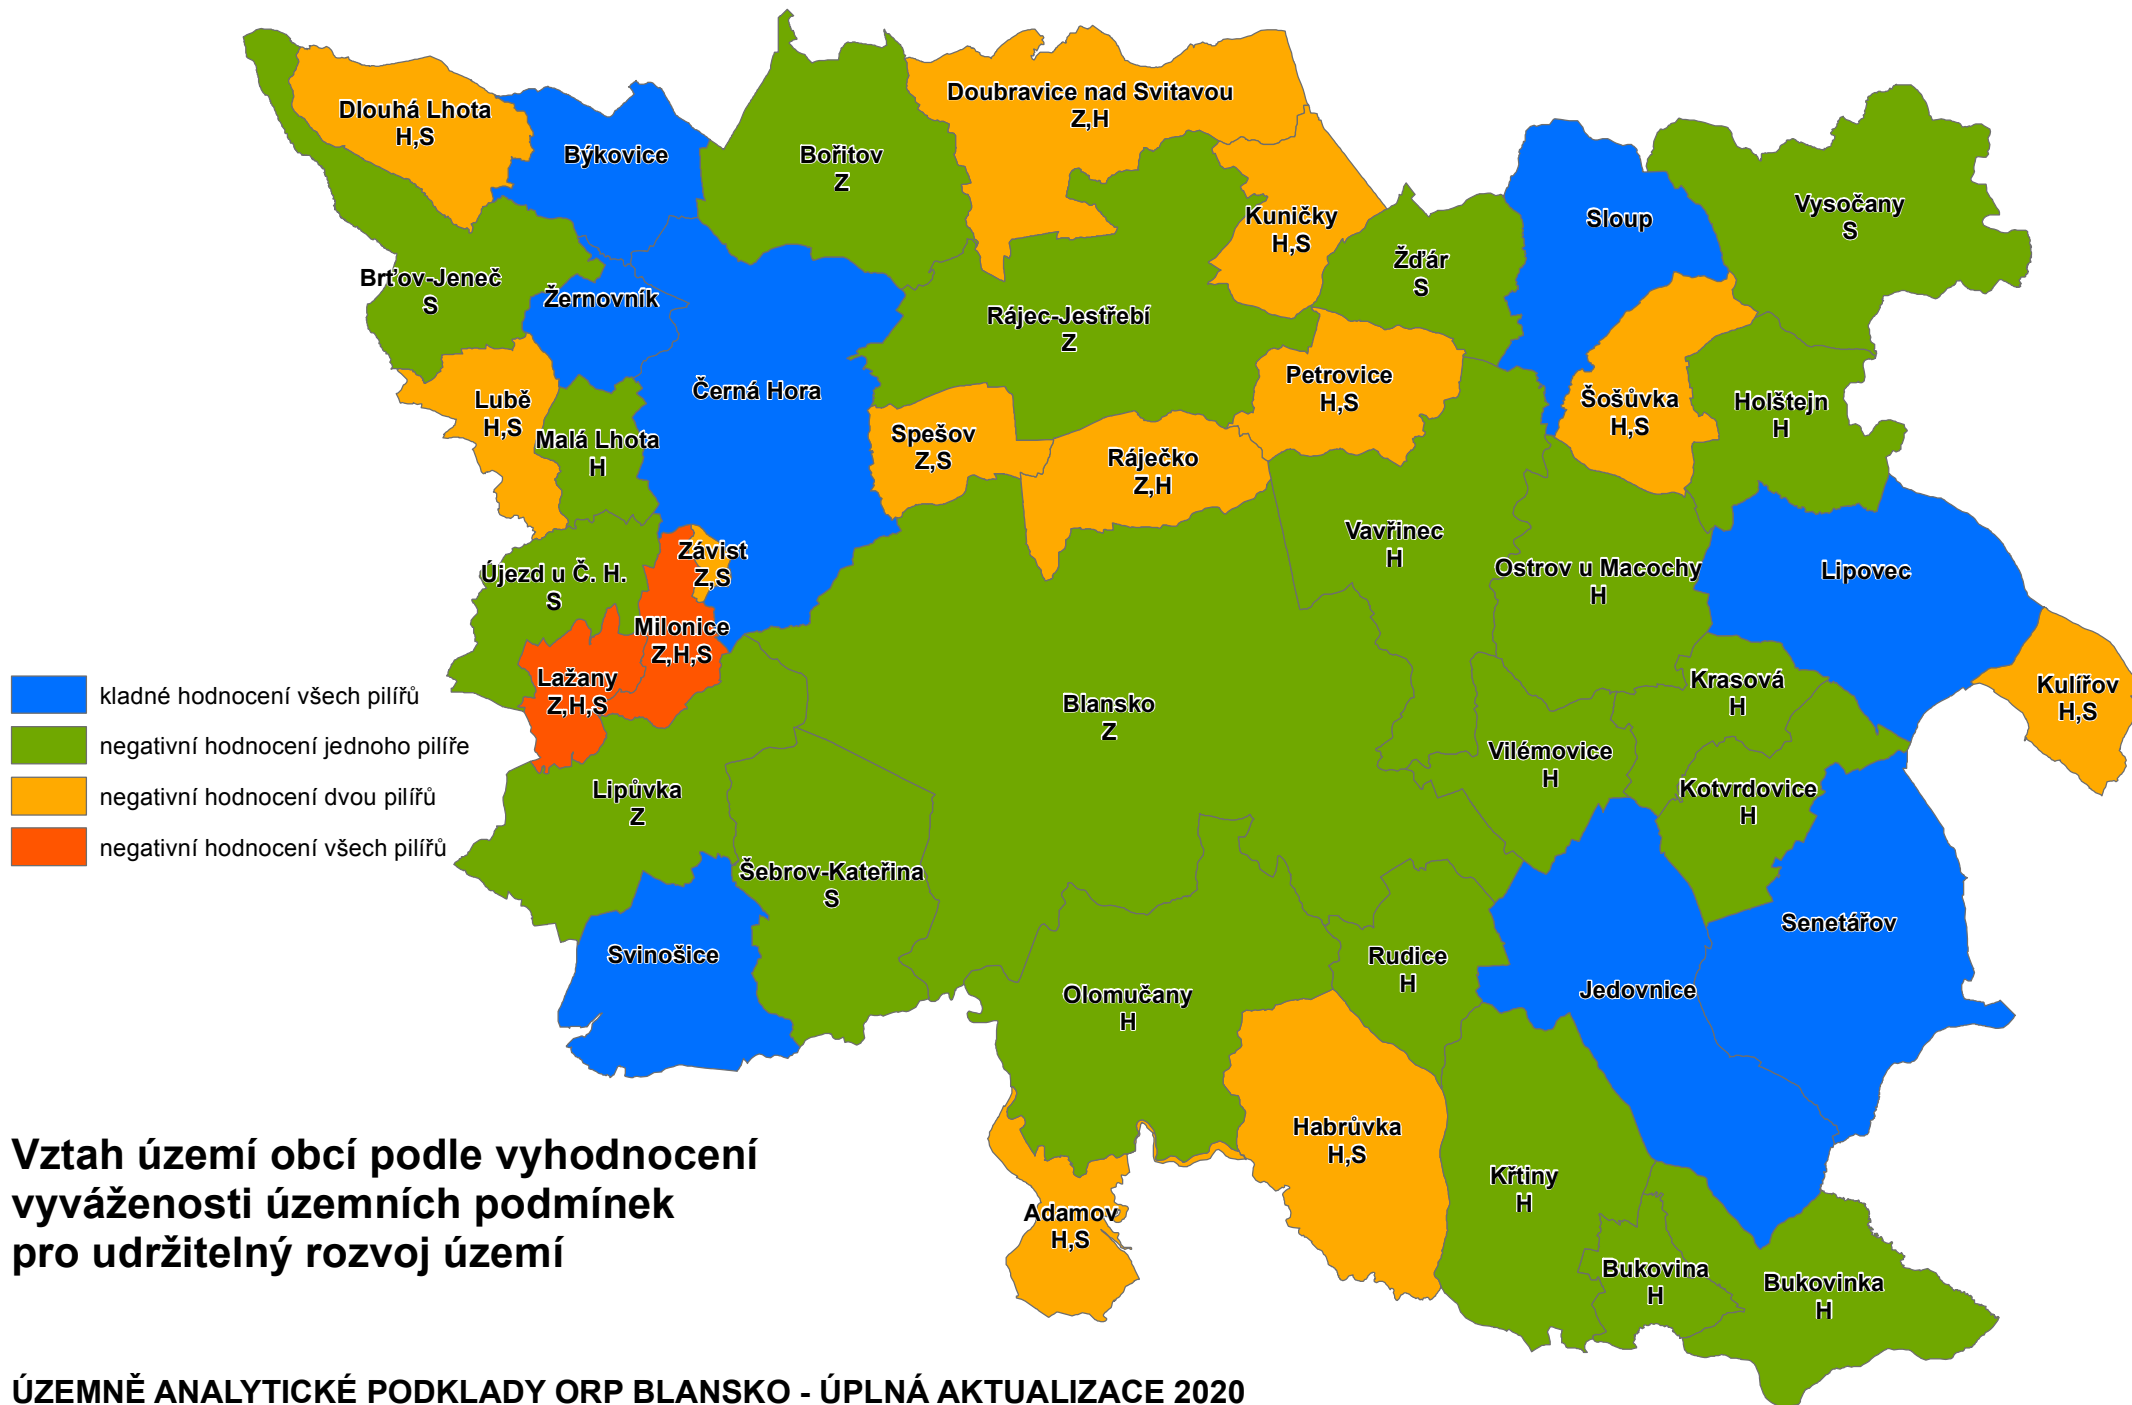 Dlouhá Lhota
H,S
Býkovice
Bořitov
Z
Doubravice nad Svitavou
Z,H
Kuničky
H,S
Sloup
Vysočany
S
Žďár
S
Brťov-Jeneč
S
Žernovník
Rájec-Jestřebí
Z
Černá Hora
Petrovice
H,S
Šošůvka
H,S
Holštejn
H
Lubě
H,S
Malá Lhota
H
Spešov
Z,S
Ráječko
Z,H
Vavřinec
H
Ostrov u Macochy
H
Lipovec
Závist
Z,S
Újezd u Č. H.
S
Milonice
Z,H,S
Lažany
Z,H,S
Blansko
Z
Krasová
H
Kulířov
H,S
Vilémovice
H
Kotvrdovice
H
Lipůvka
Z
Šebrov-Kateřina
S
Senetářov
Svinošice
Rudice
H
Jedovnice
Olomučany
H
Habrůvka
H,S
Křtiny
H
Adamov
H,S
Bukovina
H
Bukovinka
H
kladné hodnocení všech pilířů
negativní hodnocení jednoho pilíře
negativní hodnocení dvou pilířů
negativní hodnocení všech pilířů
Vztah území obcí podle vyhodnocení
vyváženosti územních podmínek
pro udržitelný rozvoj území
ÚZEMNĚ ANALYTICKÉ PODKLADY ORP BLANSKO - ÚPLNÁ AKTUALIZACE 2020